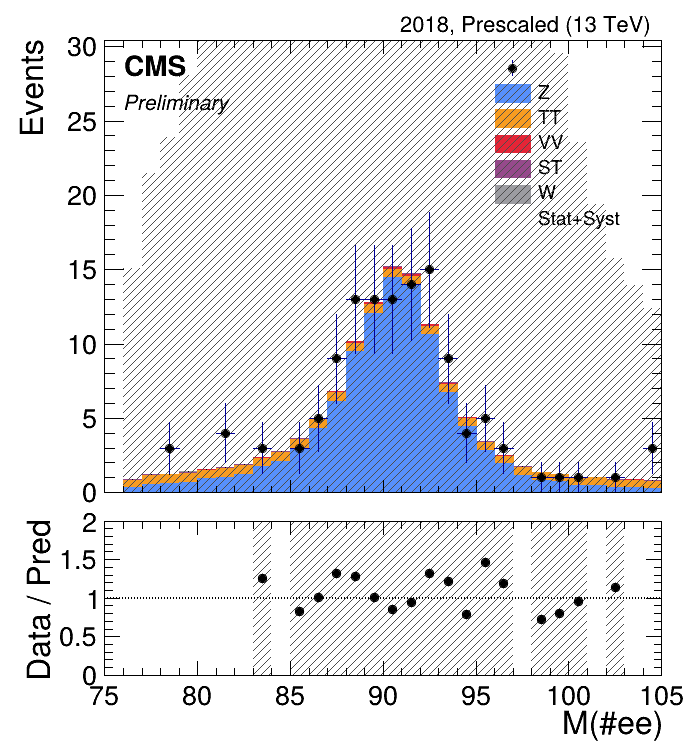 2018, Prescaled (13 TeV)
Events
30
25
20
15
10
5
0
CMS
Preliminary
Z
TT
VV
ST
W
Stat+Syst
Data / Pred
2
1.5
1
0.5
0
75 80 85 90 95 100 105
M(#ee)